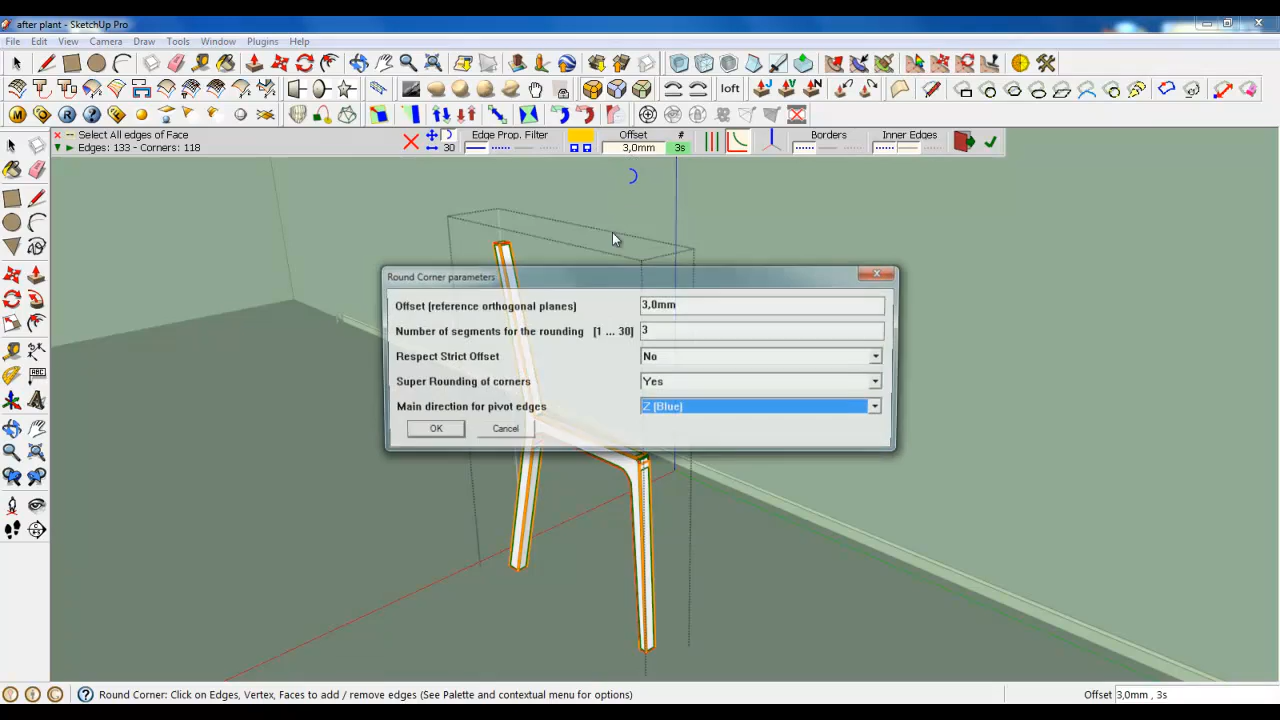 after plant - SketchUp Pro
File Edit View Camera Draw Tools Window Plugins Help
loft
Select All edges of Face
Edges: 133 - Corners: 118
30
Edge Prop. Filter
Offset
3,0mm
#
3s
Borders
Inner Edges
Round Corner parameters
Offset (reference orthogonal planes) 3,0mm
Number of segments for the rounding [1 ... 30] 3
Respect Strict Offset No
Super Rounding of corners Yes
Main direction for pivot edges Z (Blue)
OK Cancel
Round Corner: Click on Edges, Vertex, Faces to add / remove edges (See Palette and contextual menu for options)
Offset 3,0mm , 3s